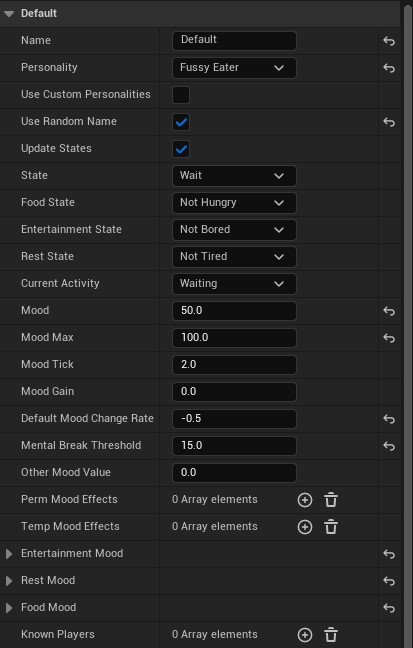 Default
Name Default
Personality Fussy Eater
Use Custom Personalities
Use Random Name
Update States
State Wait
Food State Not Hungry
Entertainment State Not Bored
Rest State Not Tired
Current Activity Waiting
Mood 50.0
Mood Max 100.0
Mood Tick 2.0
Mood Gain 0.0
Default Mood Change Rate -0.5
Mental Break Threshold 15.0
Other Mood Value 0.0
Perm Mood Effects 0 Array elements
Temp Mood Effects 0 Array elements
Entertainment Mood
Rest Mood
Food Mood
Known Players 0 Array elements